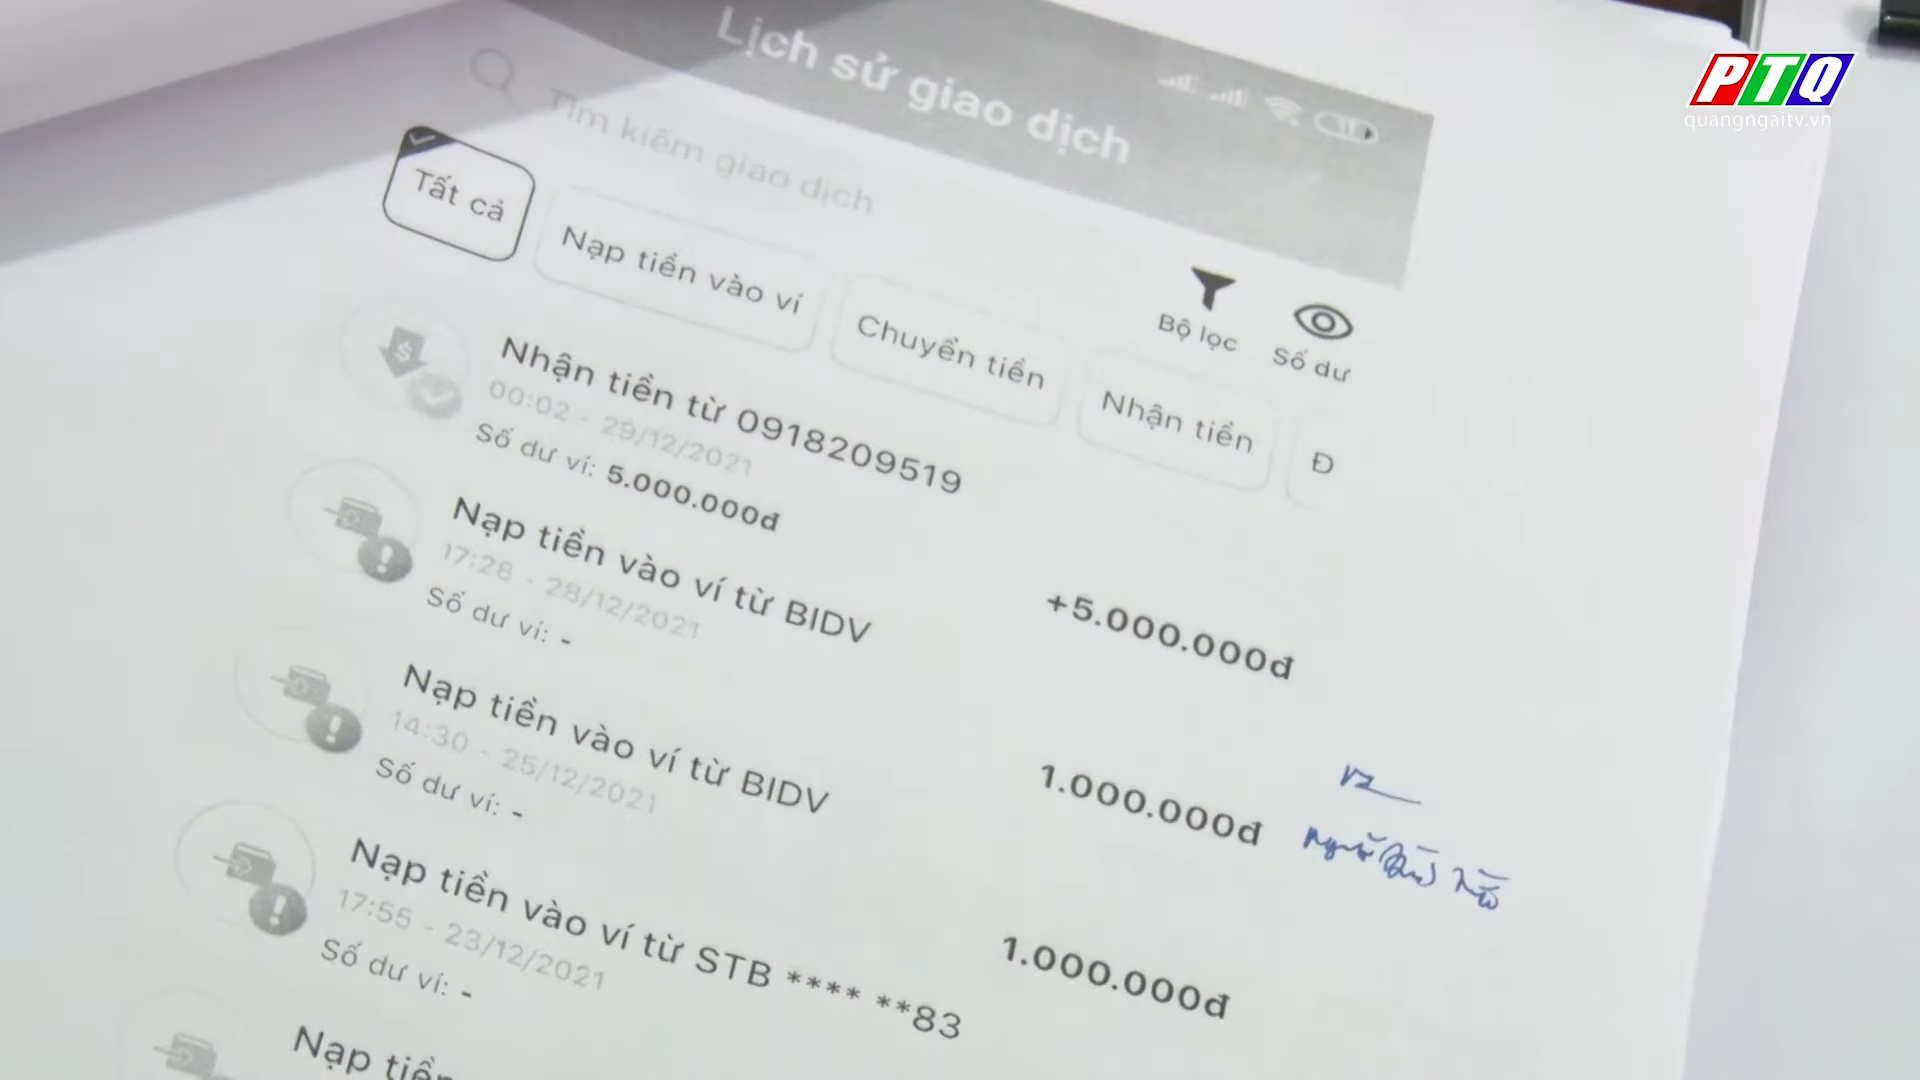 PTQ
quangngaitv.vn
Lịch sử giao dịch
Tìm kiếm giao dịch
Tất cả
Nạp tiền vào ví
Chuyển tiền
Nhận tiền
Đ
Bộ lọc
Số dư
Nhận tiền từ 0918209519
00:02 - 29/12/2021
Số dư ví: 5.000.000đ
+5.000.000đ
Nạp tiền vào ví từ BIDV
17:28 - 28/12/2021
Số dư ví: -
1.000.000đ
Nạp tiền vào ví từ BIDV
14:30 - 25/12/2021
Số dư ví: -
1.000.000đ
Nạp tiền vào ví từ STB **** **83
17:55 - 23/12/2021
Số dư ví: -
Nạp tiền